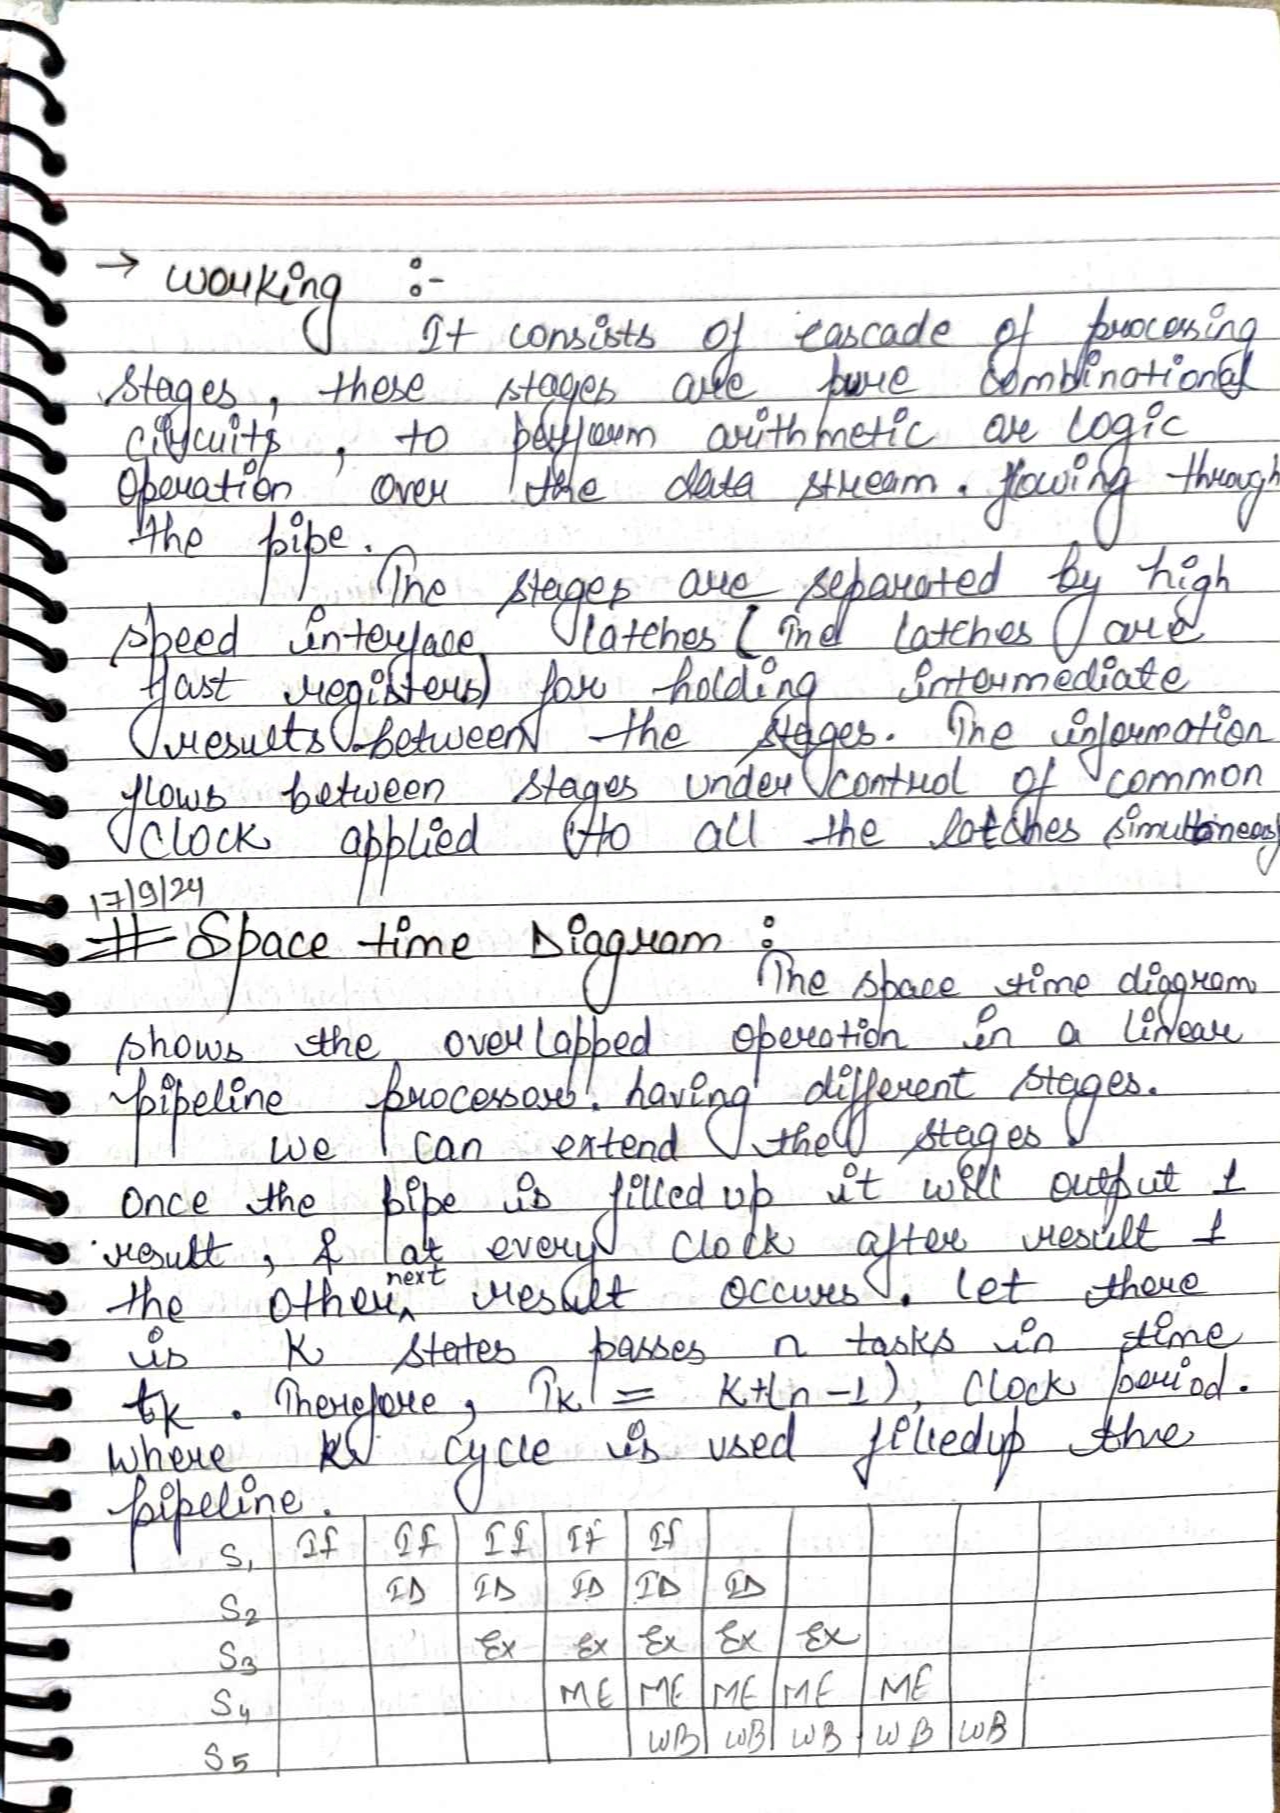 → Working :-
It consists of cascade of processing
stages, these stages are pure combinational
circuits, to perform arithmetic or logic
operation over the data stream. flowing through
the pipe.
The stages are separated by high
speed interface latches (The latches are
fast registers) for holding intermediate
results between the stages. The information
flows between stages under control of common
clock applied to all the latches simultaneously
17/9/24
# Space time Diagram :
The space time diagram
shows the overlapped operation in a linear
pipeline processor. having different stages.
we can extend the stages
once the pipe is filled up it will output 1
result, & at every clock after result 1
the other next result occurs. let there
is K states passes n tasks in time
tk. Therefore, Tk = K+(n-1), clock period.
where k cycle is used filledup the
pipeline.
S1 If If If If If
S2 ID ID ID ID ID
S3 Ex Ex Ex Ex Ex
S4 ME ME ME ME ME
S5 WB WB WB WB WB